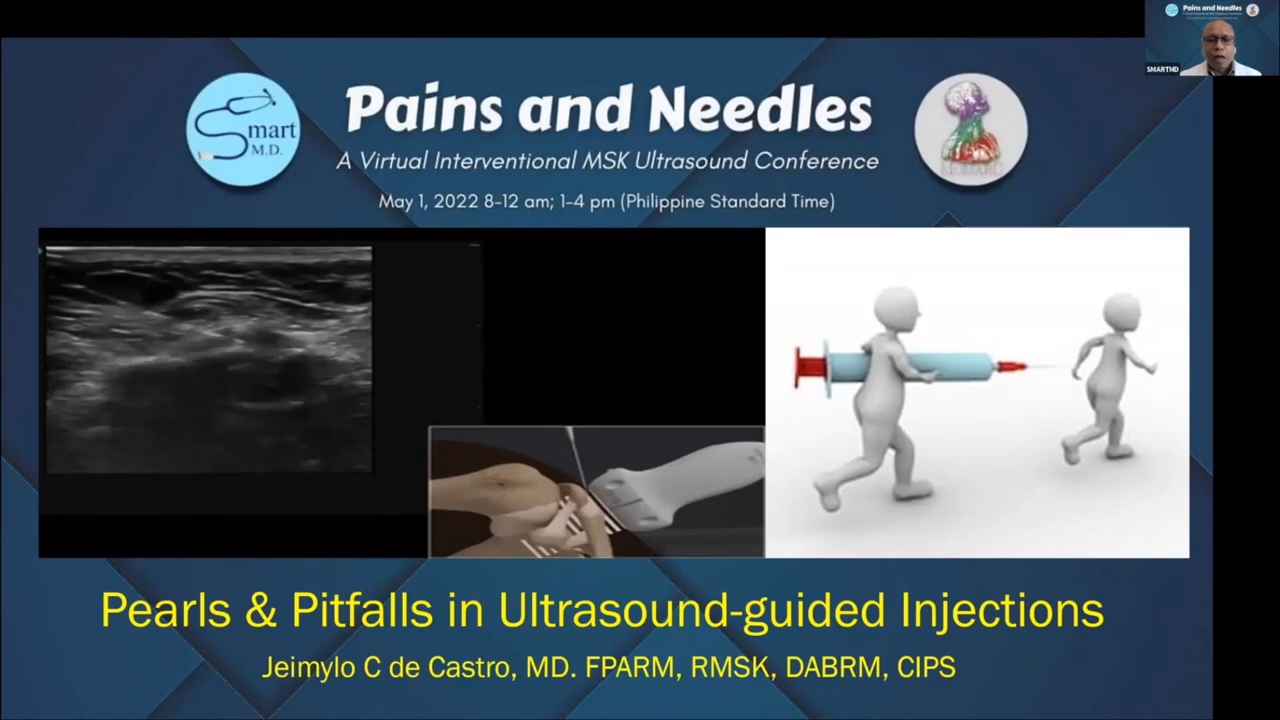 Pains and Needles
SMARTMD
Smart
M.D.
Pains and Needles
A Virtual Interventional MSK Ultrasound Conference
May 1, 2022 8-12 am; 1-4 pm (Philippine Standard Time)
Pearls & Pitfalls in Ultrasound-guided Injections
Jeimylo C de Castro, MD. FPARM, RMSK, DABRM, CIPS